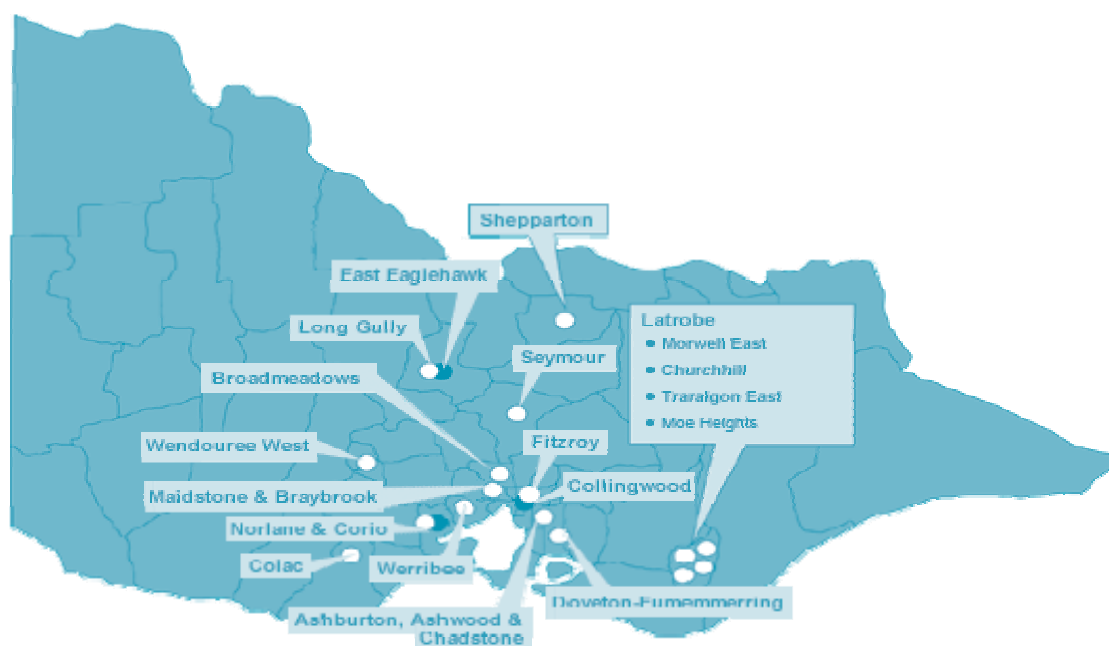 Shepparton
East Eaglehawk
Latrobe
• Morwell East
• Churchhill
• Traralgon East
• Moe Heights
Long Gully
Seymour
Broadmeadows
Wendouree West
Fitzroy
Maidstone & Braybrook
Collingwood
Norlane & Corio
Colac
Werribee
Doveton-Eumemmerring
Ashburton, Ashwood &
Chadstone